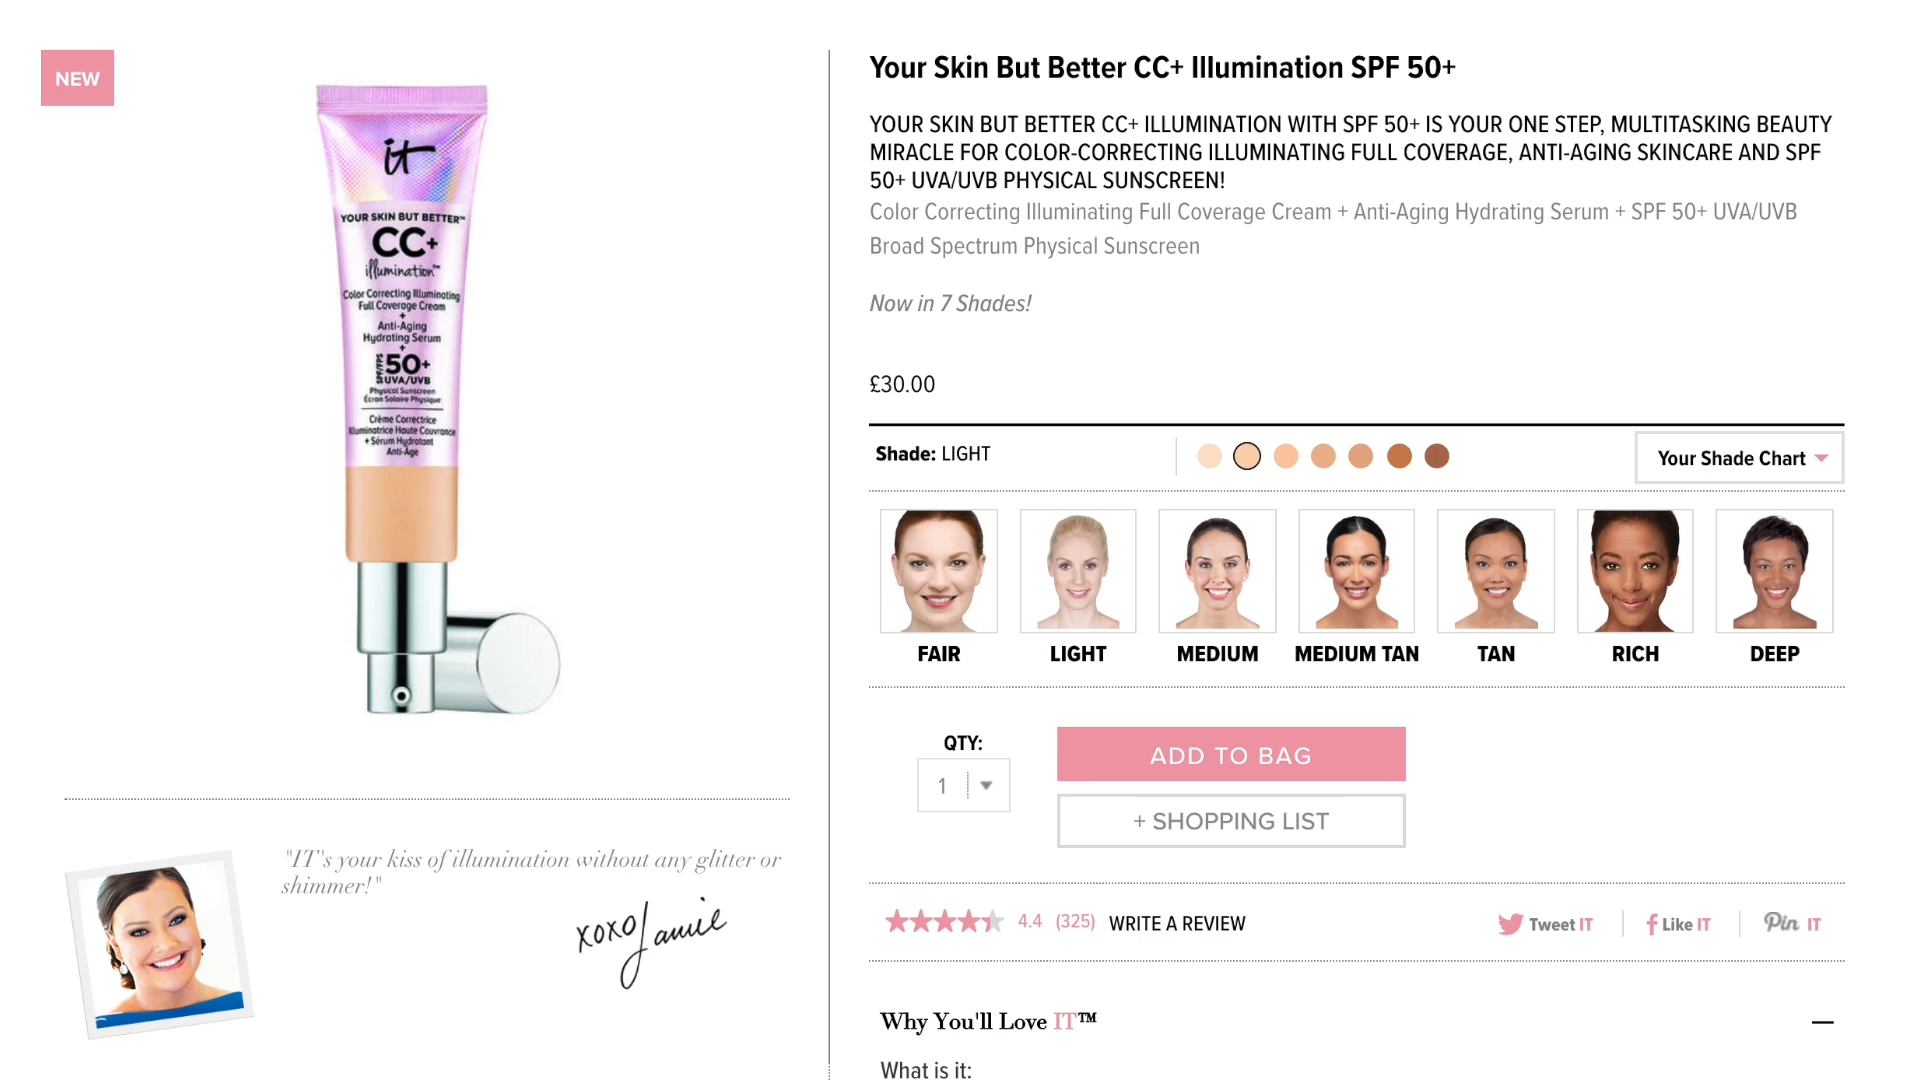 NEW
it
YOUR SKIN BUT BETTER™
CC+
illumination™
Color Correcting Illuminating
Full Coverage Cream
+
Anti-Aging
Hydrating Serum
+
SPF/FPS
50+
UVA/UVB
Physical Sunscreen
Écran Solaire Physique
Crème Correctrice
Illuminatrice Haute Couvrance
+ Sérum Hydratant
Anti-Âge
"IT's your kiss of illumination without any glitter or
shimmer!"
xoxo Jamie
Your Skin But Better CC+ Illumination SPF 50+
YOUR SKIN BUT BETTER CC+ ILLUMINATION WITH SPF 50+ IS YOUR ONE STEP, MULTITASKING BEAUTY
MIRACLE FOR COLOR-CORRECTING ILLUMINATING FULL COVERAGE, ANTI-AGING SKINCARE AND SPF
50+ UVA/UVB PHYSICAL SUNSCREEN!
Color Correcting Illuminating Full Coverage Cream + Anti-Aging Hydrating Serum + SPF 50+ UVA/UVB
Broad Spectrum Physical Sunscreen
Now in 7 Shades!
£30.00
Shade: LIGHT
Your Shade Chart
FAIR LIGHT MEDIUM MEDIUM TAN TAN RICH DEEP
QTY:
1
ADD TO BAG
+ SHOPPING LIST
4.4 (325) WRITE A REVIEW
Tweet IT
Like IT
Pin IT
Why You'll Love IT™
What is it: